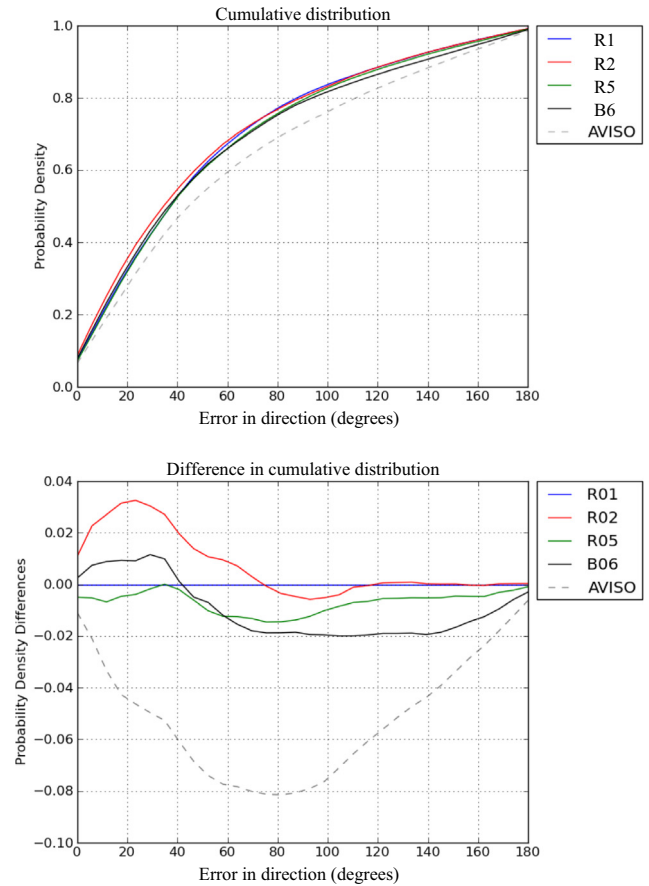 Cumulative distribution
1.0
0.8
0.6
0.4
0.2
0.0
Probability Density
0 20 40 60 80 100 120 140 160 180
Error in direction (degrees)
R1
R2
R5
B6
AVISO
Difference in cumulative distribution
0.04
0.02
0.00
−0.02
−0.04
−0.06
−0.08
−0.10
Probability Density Differences
0 20 40 60 80 100 120 140 160 180
Error in direction (degrees)
R01
R02
R05
B06
AVISO